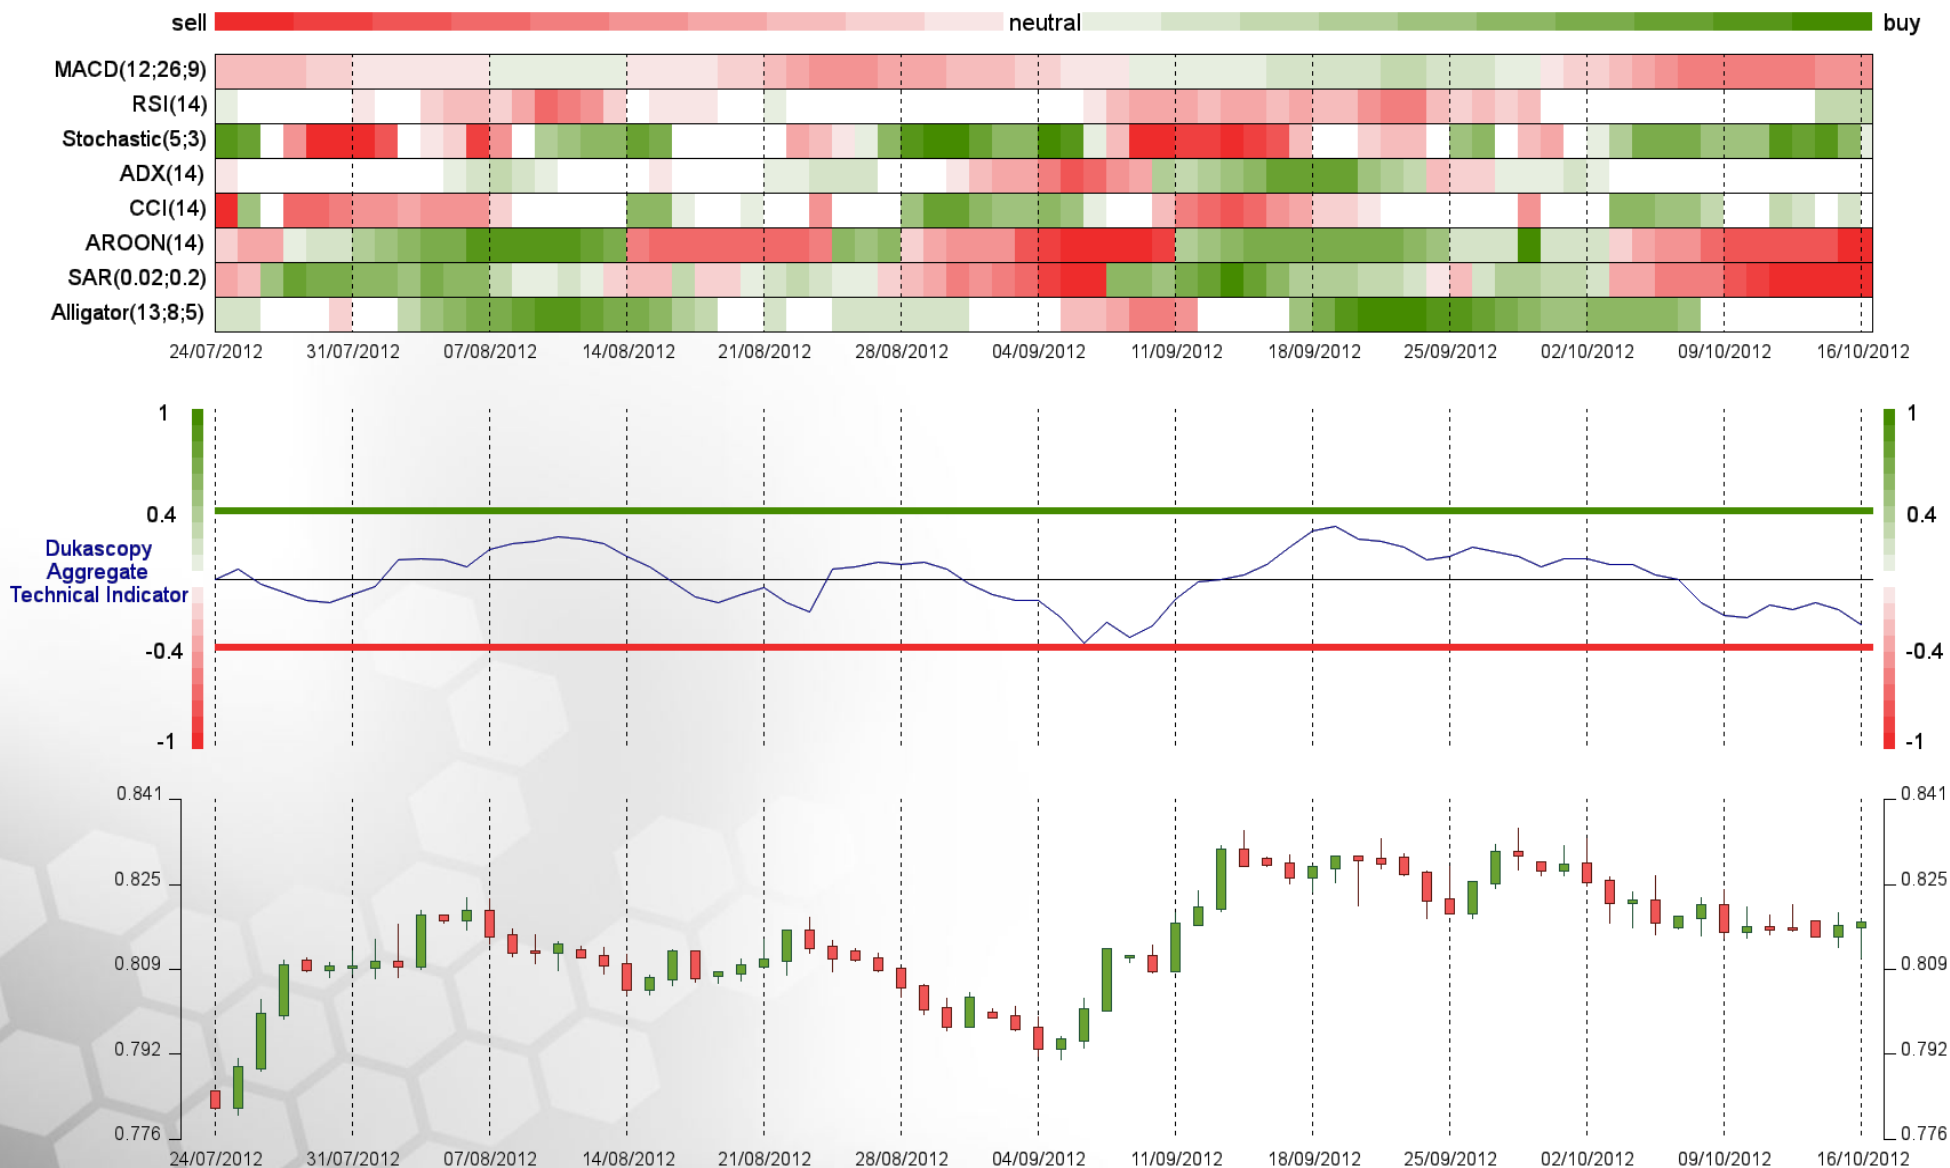 sell neutral buy
MACD(12;26;9)
RSI(14)
Stochastic(5;3)
ADX(14)
CCI(14)
AROON(14)
SAR(0.02;0.2)
Alligator(13;8;5)
24/07/2012 31/07/2012 07/08/2012 14/08/2012 21/08/2012 28/08/2012 04/09/2012 11/09/2012 18/09/2012 25/09/2012 02/10/2012 09/10/2012 16/10/2012
1 1
0.4 0.4
Dukascopy
Aggregate
Technical Indicator
-0.4 -0.4
-1 -1
0.841 0.841
0.825 0.825
0.809 0.809
0.792 0.792
0.776 0.776
24/07/2012 31/07/2012 07/08/2012 14/08/2012 21/08/2012 28/08/2012 04/09/2012 11/09/2012 18/09/2012 25/09/2012 02/10/2012 09/10/2012 16/10/2012